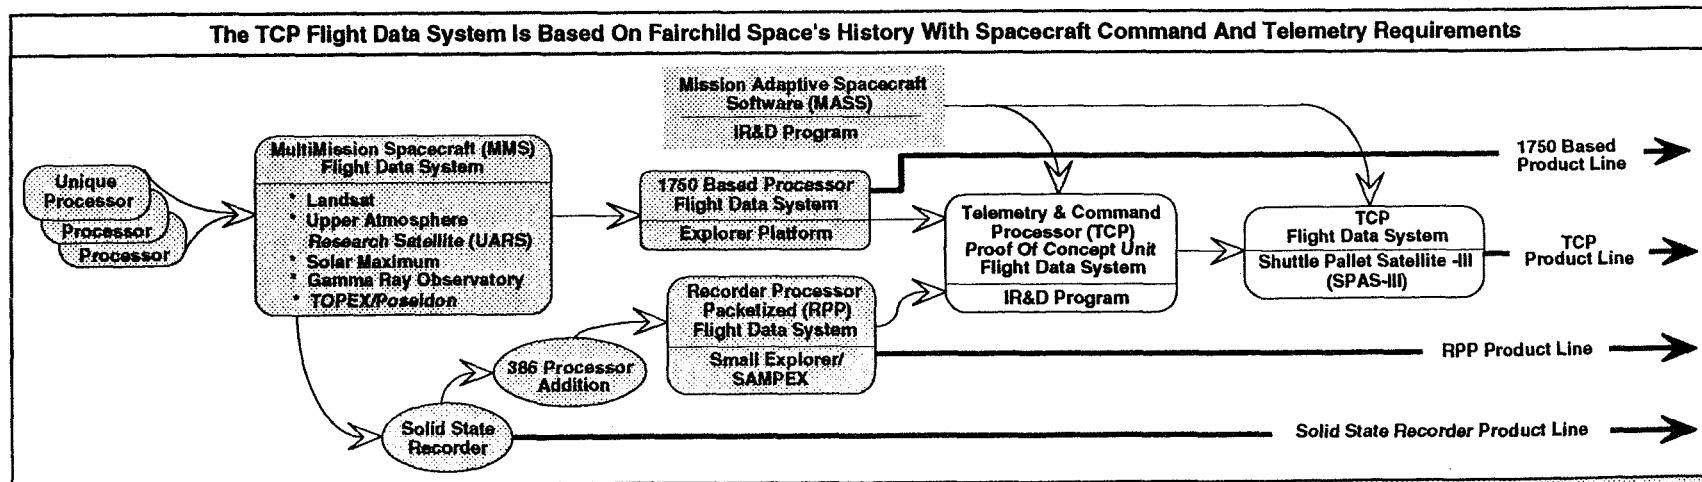 The TCP Flight Data System Is Based On Fairchild Space's History With Spacecraft Command And Telemetry Requirements
Mission Adaptive Spacecraft
Software (MASS)
IR&D Program
1750 Based
Product Line
Unique
Processor
Processor
Processor
MultiMission Spacecraft (MMS)
Flight Data System
* Landsat
* Upper Atmosphere
Research Satellite (UARS)
* Solar Maximum
* Gamma Ray Observatory
* TOPEX/Poseidon
1750 Based Processor
Flight Data System
Explorer Platform
Telemetry & Command
Processor (TCP)
Proof Of Concept Unit
Flight Data System
IR&D Program
TCP
Flight Data System
Shuttle Pallet Satellite -III
(SPAS-III)
TCP
Product Line
Recorder Processor
Packetized (RPP)
Flight Data System
Small Explorer/
SAMPEX
RPP Product Line
386 Processor
Addition
Solid State
Recorder
Solid State Recorder Product Line